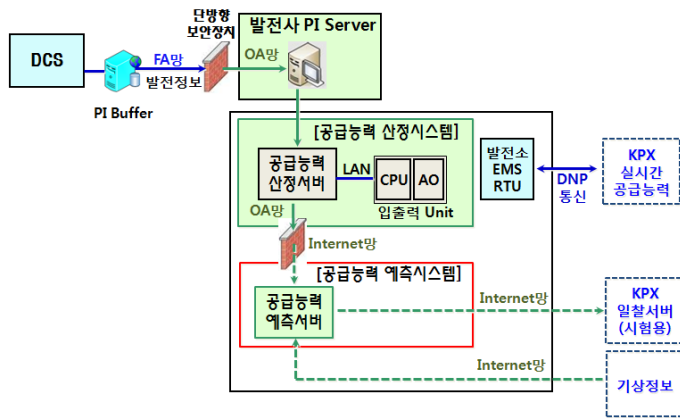 단방향
보안장치
발전사 PI Server
DCS
FA망
발전정보
OA망
PI Buffer
[공급능력 산정시스템]
공급능력
산정서버
LAN
CPU
AO
입출력 Unit
발전소
EMS
RTU
DNP
통신
KPX
실시간
공급능력
OA망
Internet망
[공급능력 예측시스템]
공급능력
예측서버
Internet망
KPX
일찰서버
(시험용)
Internet망
기상정보